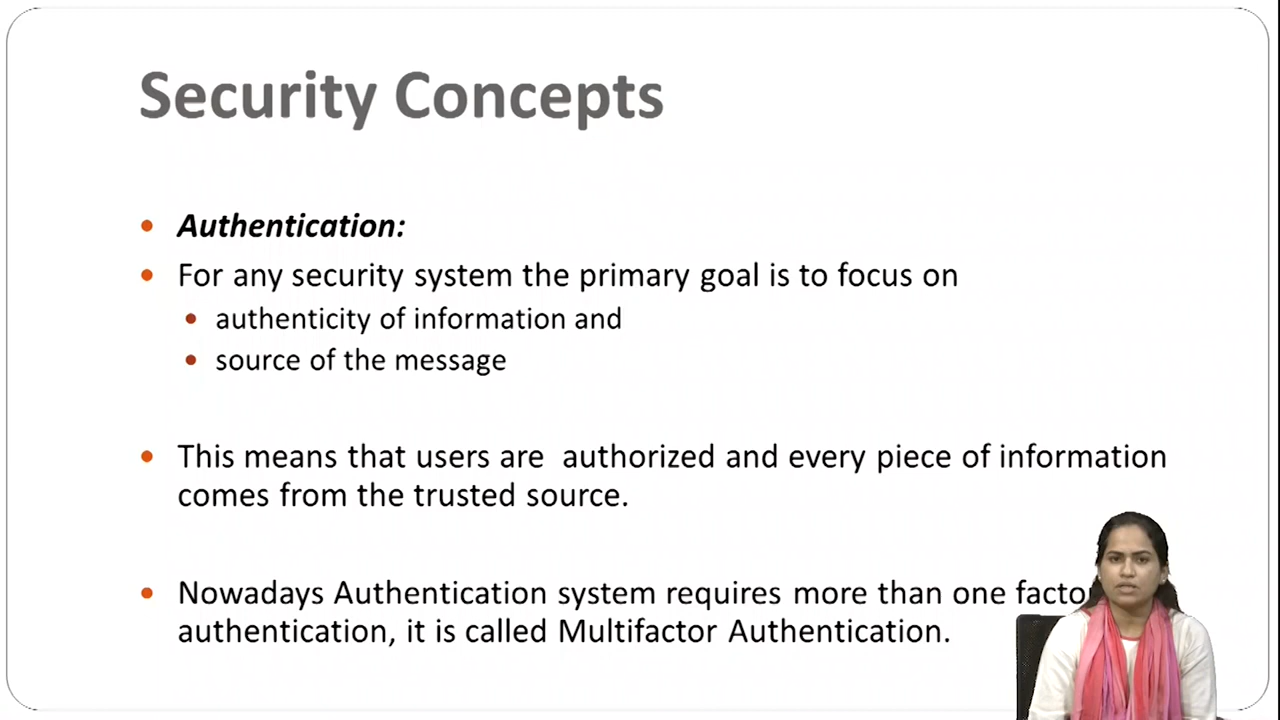 Security Concepts
Authentication:
For any security system the primary goal is to focus on
authenticity of information and
source of the message
This means that users are authorized and every piece of information
comes from the trusted source.
Nowadays Authentication system requires more than one
authentication, it is called Multifactor Authentication.